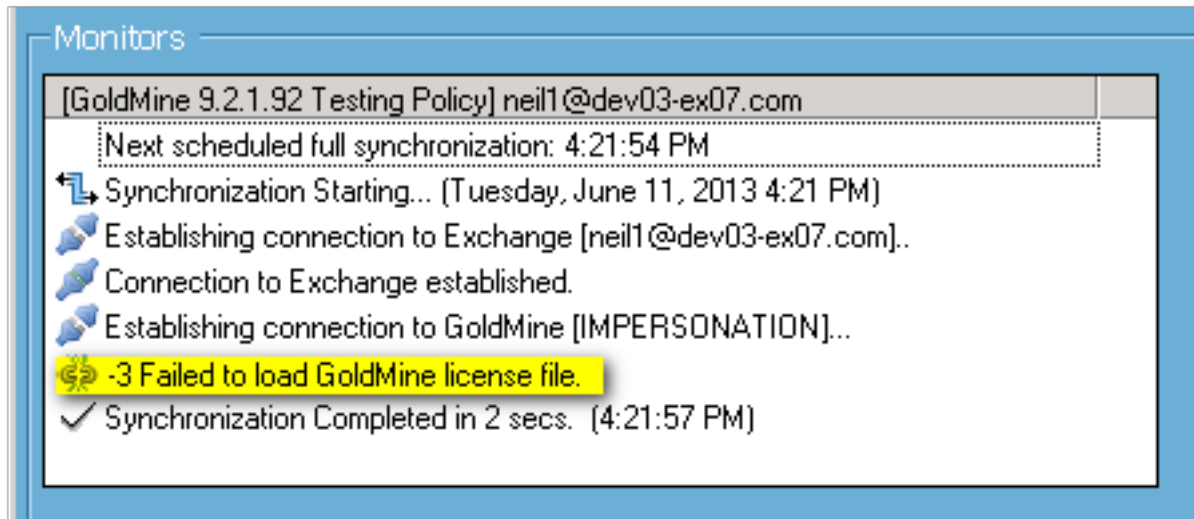 Monitors
[GoldMine 9.2.1.92 Testing Policy] neil1@dev03-ex07.com
Next scheduled full synchronization: 4:21:54 PM
Synchronization Starting... (Tuesday, June 11, 2013 4:21 PM)
Establishing connection to Exchange [neil1@dev03-ex07.com]..
Connection to Exchange established.
Establishing connection to GoldMine [IMPERSONATION]...
-3 Failed to load GoldMine license file.
Synchronization Completed in 2 secs.  (4:21:57 PM)